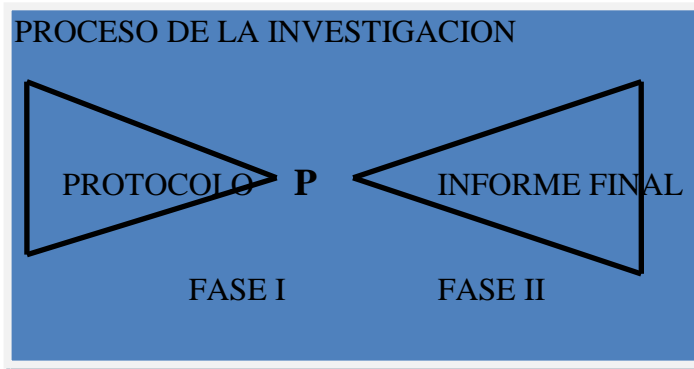 PROCESO DE LA INVESTIGACION
PROTOCOLO P INFORME FINAL
FASE I FASE II